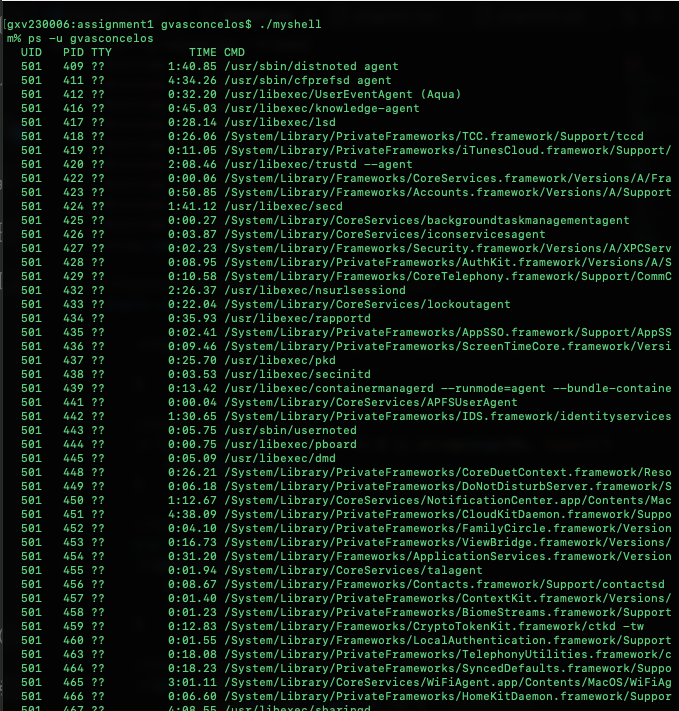 [gxv230006:assignment1 gvasconcelos$ ./myshell
m% ps -u gvasconcelos
UID PID TTY TIME CMD
501 409 ?? 1:40.85 /usr/sbin/distnoted agent
501 411 ?? 4:34.26 /usr/sbin/cfprefsd agent
501 412 ?? 0:32.20 /usr/libexec/UserEventAgent (Aqua)
501 416 ?? 0:45.03 /usr/libexec/knowledge-agent
501 417 ?? 0:28.14 /usr/libexec/lsd
501 418 ?? 0:26.06 /System/Library/PrivateFrameworks/TCC.framework/Support/tccd
501 419 ?? 0:11.05 /System/Library/PrivateFrameworks/iTunesCloud.framework/Support/
501 420 ?? 2:08.46 /usr/libexec/trustd --agent
501 422 ?? 0:00.06 /System/Library/Frameworks/CoreServices.framework/Versions/A/Fra
501 423 ?? 0:50.85 /System/Library/Frameworks/Accounts.framework/Versions/A/Support
501 424 ?? 1:41.12 /usr/libexec/secd
501 425 ?? 0:00.27 /System/Library/CoreServices/backgroundtaskmanagementagent
501 426 ?? 0:03.87 /System/Library/CoreServices/iconservicesagent
501 427 ?? 0:02.23 /System/Library/Frameworks/Security.framework/Versions/A/XPCServ
501 428 ?? 0:08.95 /System/Library/PrivateFrameworks/AuthKit.framework/Versions/A/S
501 429 ?? 0:10.58 /System/Library/Frameworks/CoreTelephony.framework/Support/CommC
501 432 ?? 2:26.37 /usr/libexec/nsurlsessiond
501 433 ?? 0:22.04 /System/Library/CoreServices/lockoutagent
501 434 ?? 0:35.93 /usr/libexec/rapportd
501 435 ?? 0:02.41 /System/Library/PrivateFrameworks/AppSSO.framework/Support/AppSS
501 436 ?? 0:09.46 /System/Library/PrivateFrameworks/ScreenTimeCore.framework/Versi
501 437 ?? 0:25.70 /usr/libexec/pkd
501 438 ?? 0:03.53 /usr/libexec/secinitd
501 439 ?? 0:13.42 /usr/libexec/containermanagerd --runmode=agent --bundle-containe
501 441 ?? 0:00.04 /System/Library/CoreServices/APFSUserAgent
501 442 ?? 1:30.65 /System/Library/PrivateFrameworks/IDS.framework/identityservices
501 443 ?? 0:05.75 /usr/sbin/usernoted
501 444 ?? 0:00.75 /usr/libexec/pboard
501 445 ?? 0:05.09 /usr/libexec/dmd
501 448 ?? 0:26.21 /System/Library/PrivateFrameworks/CoreDuetContext.framework/Reso
501 449 ?? 0:06.18 /System/Library/PrivateFrameworks/DoNotDisturbServer.framework/S
501 450 ?? 1:12.67 /System/Library/CoreServices/NotificationCenter.app/Contents/Mac
501 451 ?? 4:38.09 /System/Library/PrivateFrameworks/CloudKitDaemon.framework/Suppo
501 452 ?? 0:04.10 /System/Library/PrivateFrameworks/FamilyCircle.framework/Version
501 453 ?? 0:16.73 /System/Library/PrivateFrameworks/ViewBridge.framework/Versions/
501 454 ?? 0:31.20 /System/Library/Frameworks/ApplicationServices.framework/Version
501 455 ?? 0:01.94 /System/Library/CoreServices/talagent
501 456 ?? 0:08.67 /System/Library/Frameworks/Contacts.framework/Support/contactsd
501 457 ?? 0:01.40 /System/Library/PrivateFrameworks/ContextKit.framework/Versions/
501 458 ?? 0:01.23 /System/Library/PrivateFrameworks/BiomeStreams.framework/Support
501 459 ?? 0:12.83 /System/Library/Frameworks/CryptoTokenKit.framework/ctkd -tw
501 460 ?? 0:01.55 /System/Library/Frameworks/LocalAuthentication.framework/Support
501 463 ?? 0:18.08 /System/Library/PrivateFrameworks/TelephonyUtilities.framework/c
501 464 ?? 0:18.23 /System/Library/PrivateFrameworks/SyncedDefaults.framework/Suppo
501 465 ?? 3:01.11 /System/Library/CoreServices/WiFiAgent.app/Contents/MacOS/WiFiAg
501 466 ?? 0:06.60 /System/Library/PrivateFrameworks/HomeKitDaemon.framework/Suppor
501 467 ?? 4:08.55 /usr/libexec/sharingd